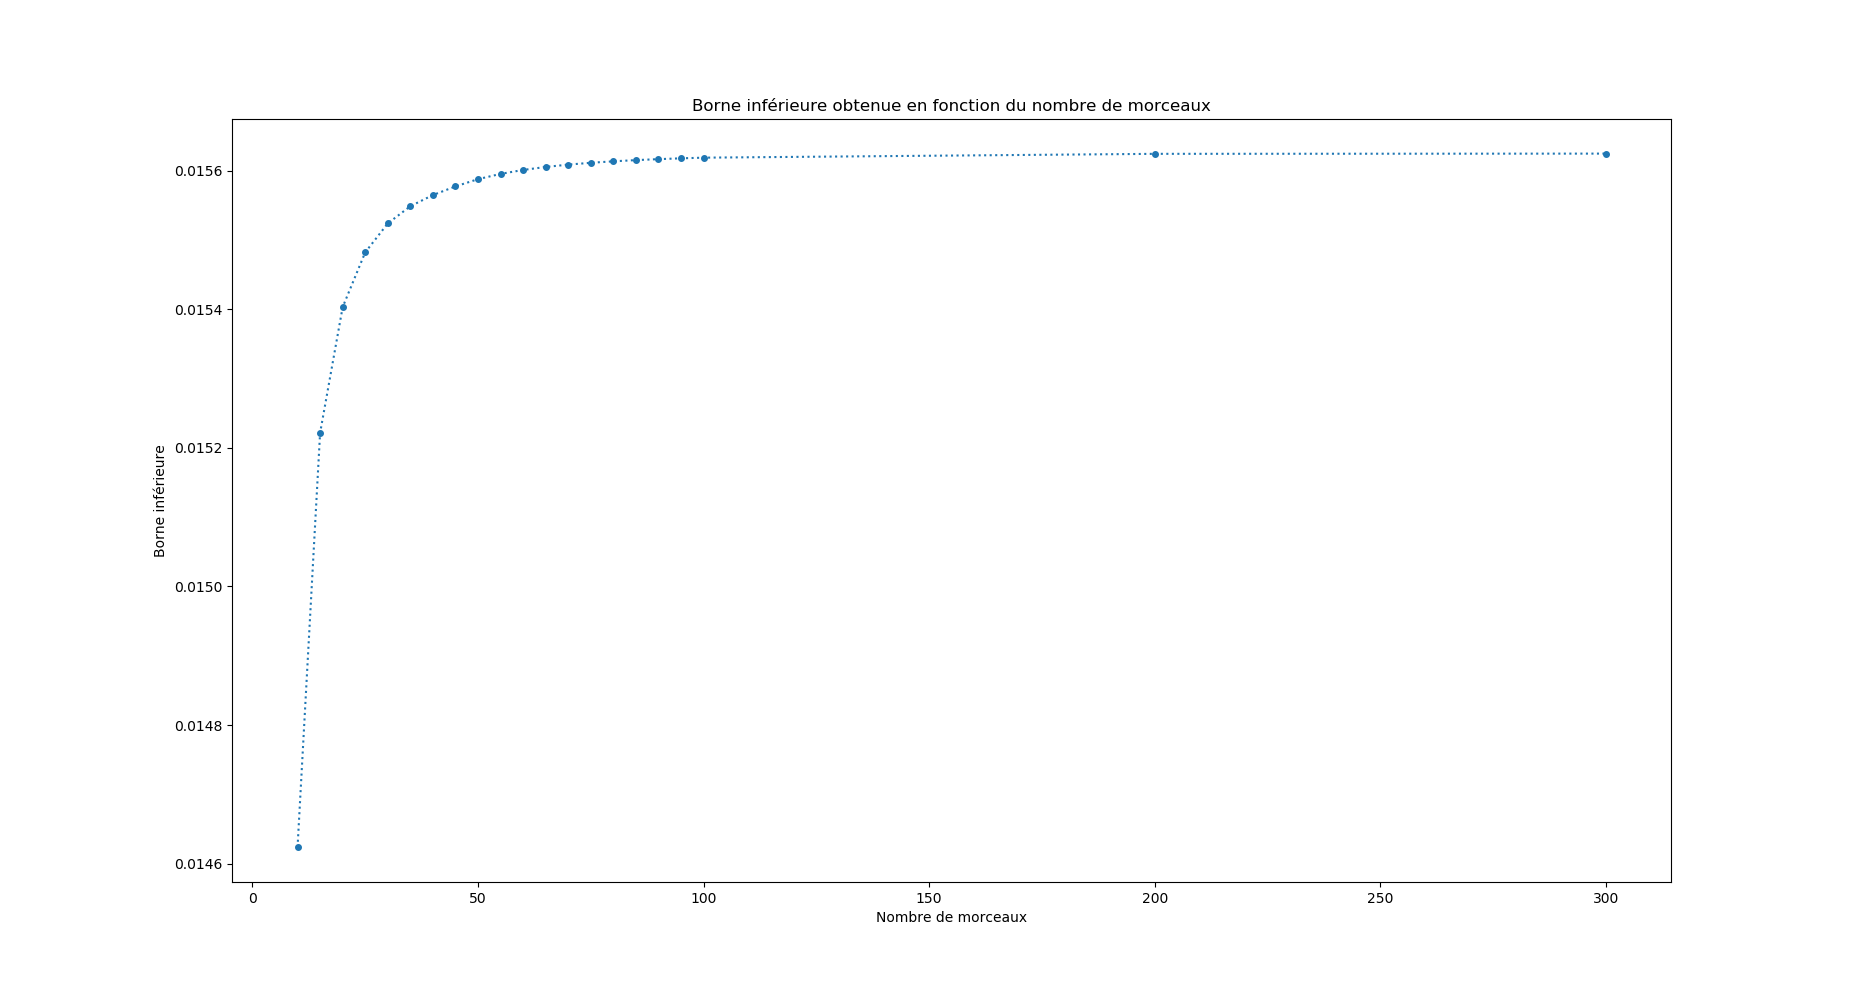 Borne inférieure obtenue en fonction du nombre de morceaux
0.0156
0.0154
0.0152
0.0150
0.0148
0.0146
Borne inférieure
0 50 100 150 200 250 300
Nombre de morceaux